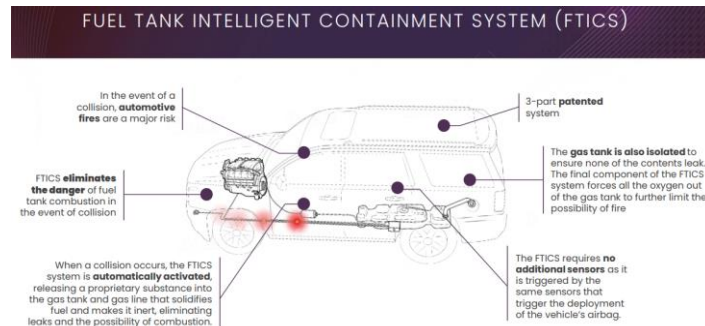 FUEL TANK INTELLIGENT CONTAINMENT SYSTEM (FTICS)
In the event of a
collision, automotive
fires are a major risk
3-part patented
system
The gas tank is also isolated to
ensure none of the contents leak.
The final component of the FTICS
system forces all the oxygen out
of the gas tank to further limit the
possibility of fire
FTICS eliminates
the danger of fuel
tank combustion in
the event of collision
When a collision occurs, the FTICS
system is automatically activated,
releasing a proprietary substance into
the gas tank and gas line that solidifies
fuel and makes it inert, eliminating
leaks and the possibility of combustion.
The FTICS requires no
additional sensors as it
is triggered by the
same sensors that
trigger the deployment
of the vehicle's airbag.